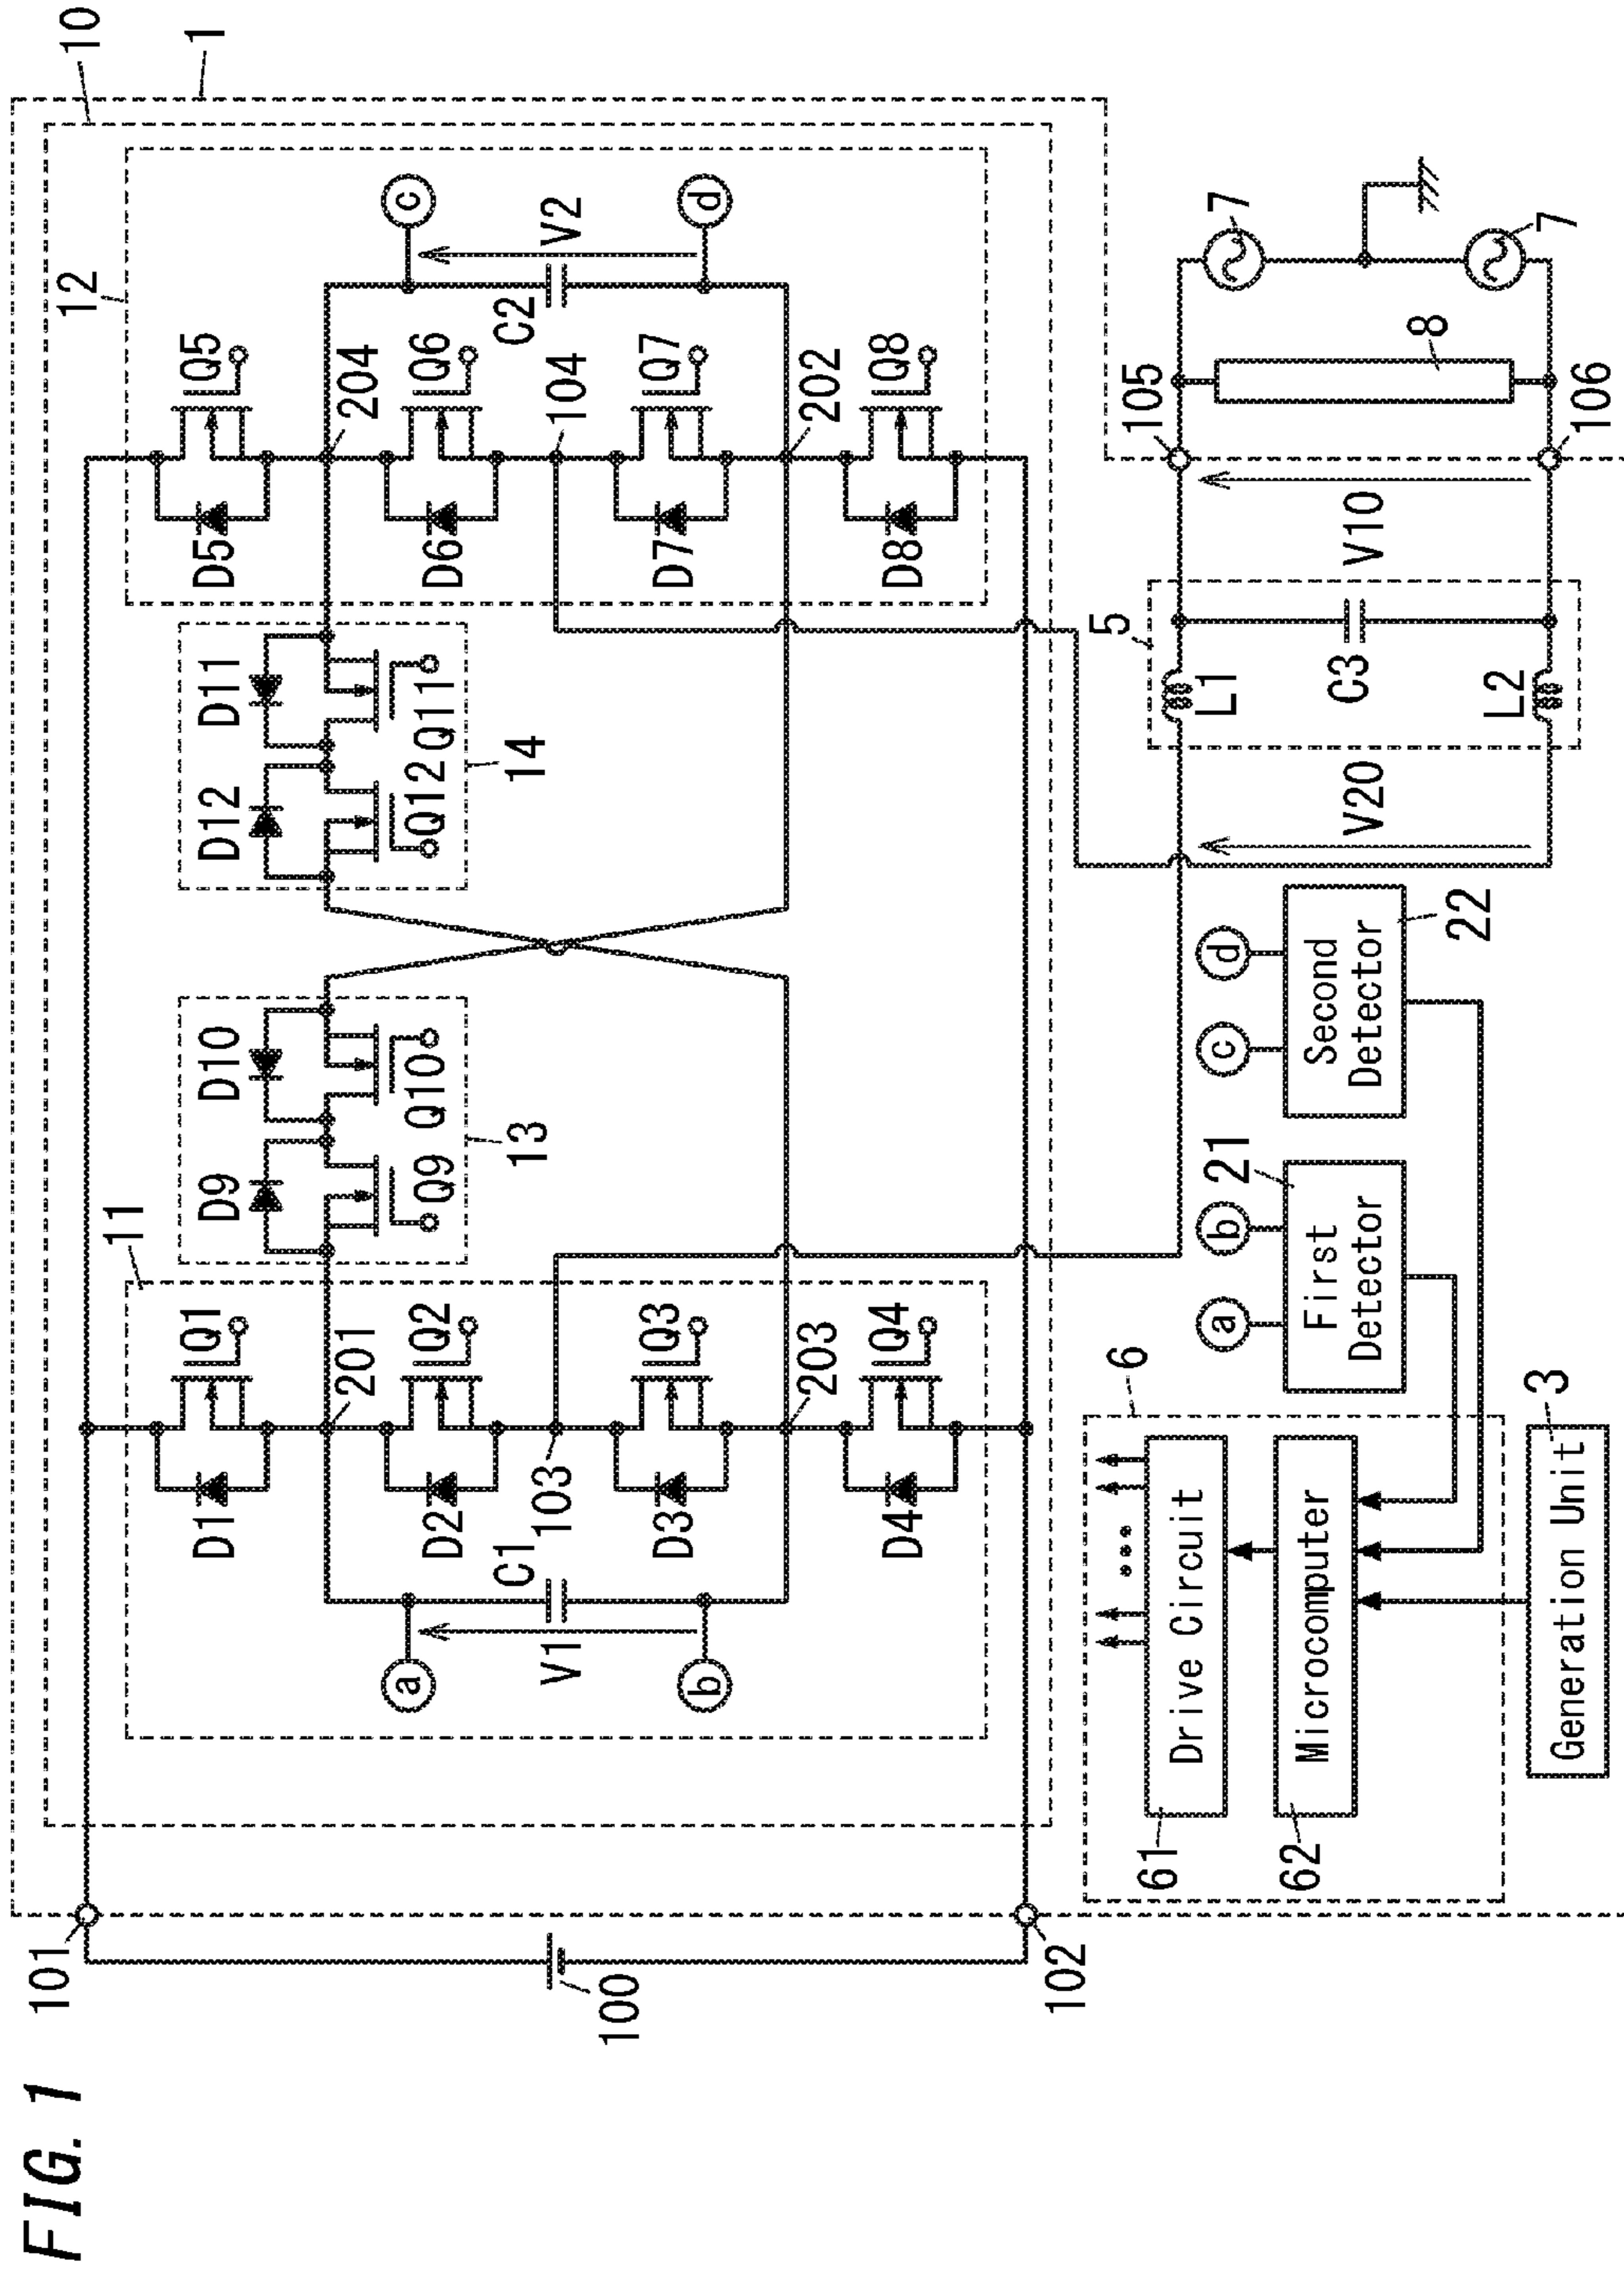 FIG. 1
10
1
12
11
101
102
100
D1
Q1
D2
Q2
D3
Q3
D4
Q4
201
103
203
C1
V1
a
b
D9
D10
Q9
Q10
13
D12
D11
Q12
Q11
14
D5
Q5
D6
Q6
D7
Q7
D8
Q8
204
104
202
C2
V2
c
d
6
61
Drive Circuit
62
Microcomputer
3
Generation Unit
a
b
21
First
Detector
c
d
22
Second
Detector
V20
5
L1
C3
L2
V10
105
106
8
7
7